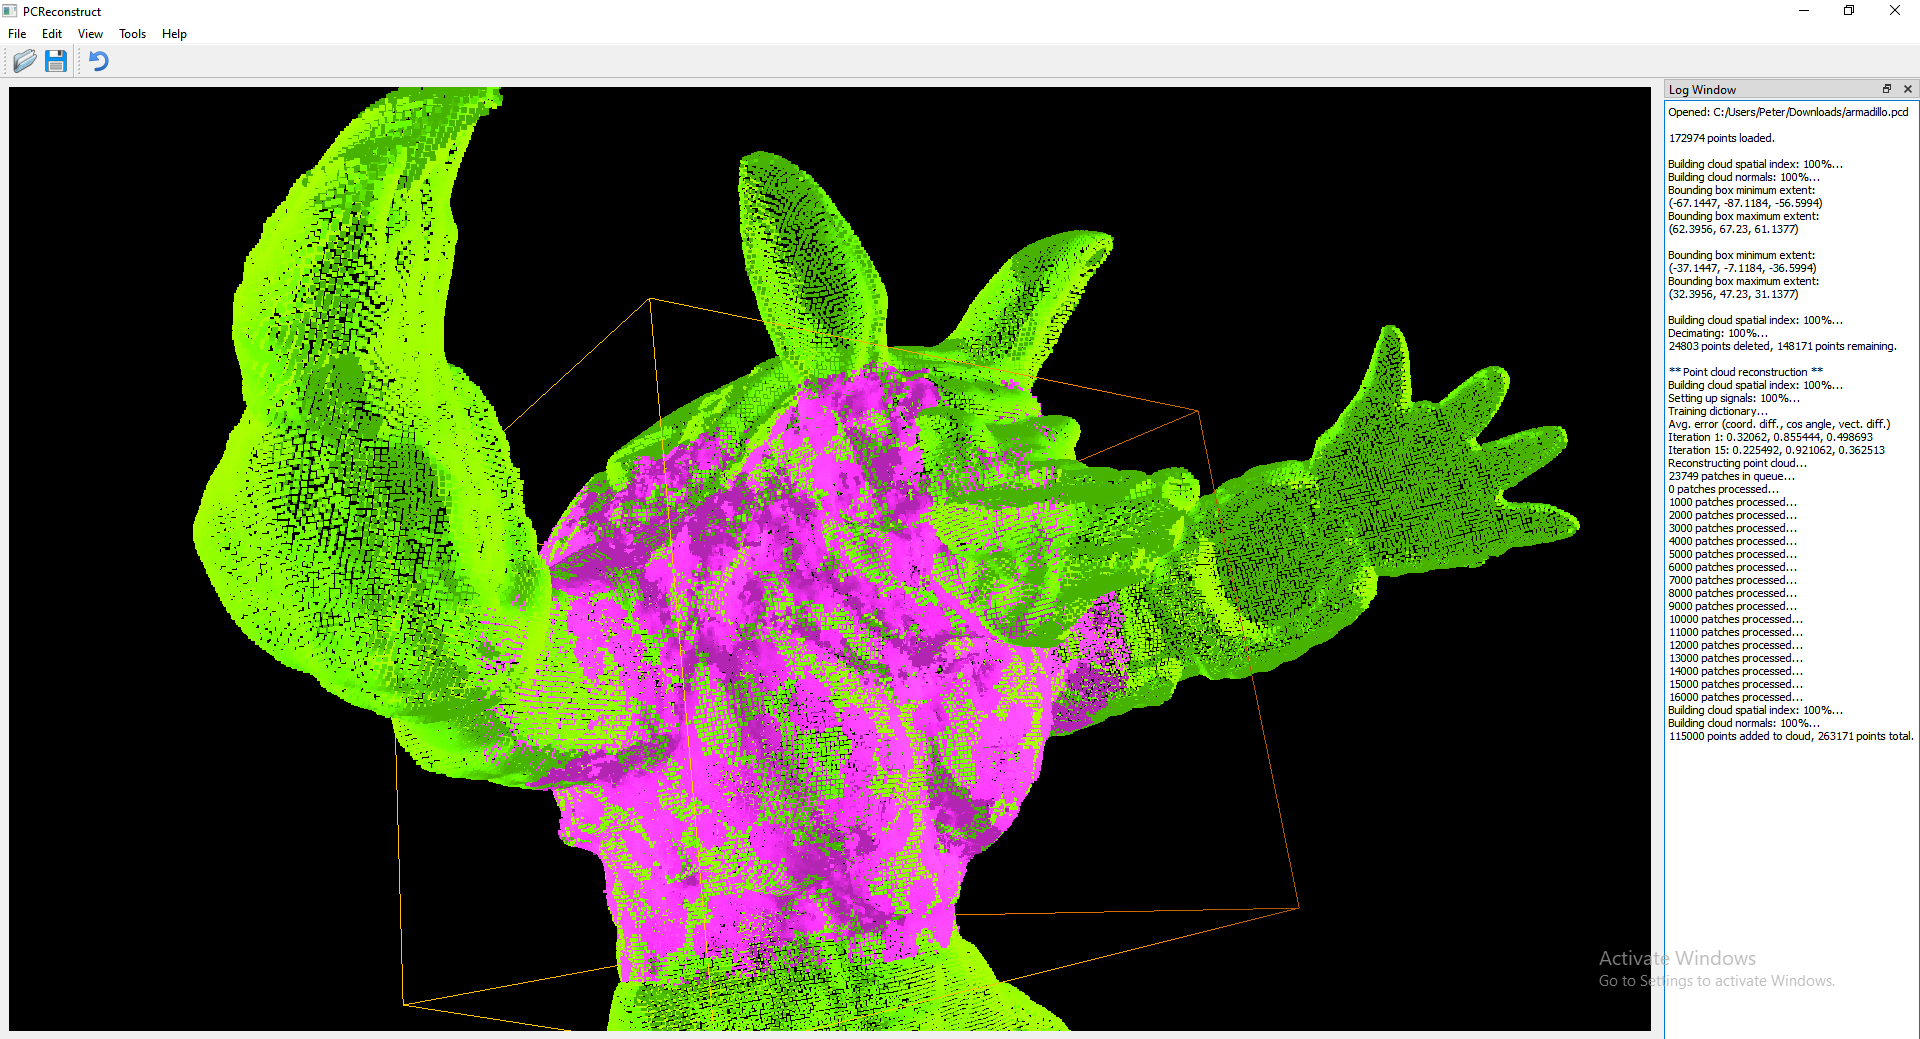 PCReconstruct
File Edit View Tools Help
Log Window
Opened: C:/Users/Peter/Downloads/armadillo.pcd
172974 points loaded.
Building cloud spatial index: 100%...
Building cloud normals: 100%...
Bounding box minimum extent:
(-67.1447, -87.1184, -56.5994)
Bounding box maximum extent:
(62.3956, 67.23, 61.1377)
Bounding box minimum extent:
(-37.1447, -7.1184, -36.5994)
Bounding box maximum extent:
(32.3956, 47.23, 31.1377)
Building cloud spatial index: 100%...
Decimating: 100%...
24803 points deleted, 148171 points remaining.
** Point cloud reconstruction **
Building cloud spatial index: 100%...
Setting up signals: 100%...
Training dictionary...
Avg. error (coord. diff., cos angle, vect. diff.)
Iteration 1: 0.32062, 0.855444, 0.498693
Iteration 15: 0.225492, 0.921062, 0.362513
Reconstructing point cloud...
23749 patches in queue...
0 patches processed...
1000 patches processed...
2000 patches processed...
3000 patches processed...
4000 patches processed...
5000 patches processed...
6000 patches processed...
7000 patches processed...
8000 patches processed...
9000 patches processed...
10000 patches processed...
11000 patches processed...
12000 patches processed...
13000 patches processed...
14000 patches processed...
15000 patches processed...
16000 patches processed...
Building cloud spatial index: 100%...
Building cloud normals: 100%...
115000 points added to cloud, 263171 points total.
Activate Windows
Go to Settings to activate Windows.